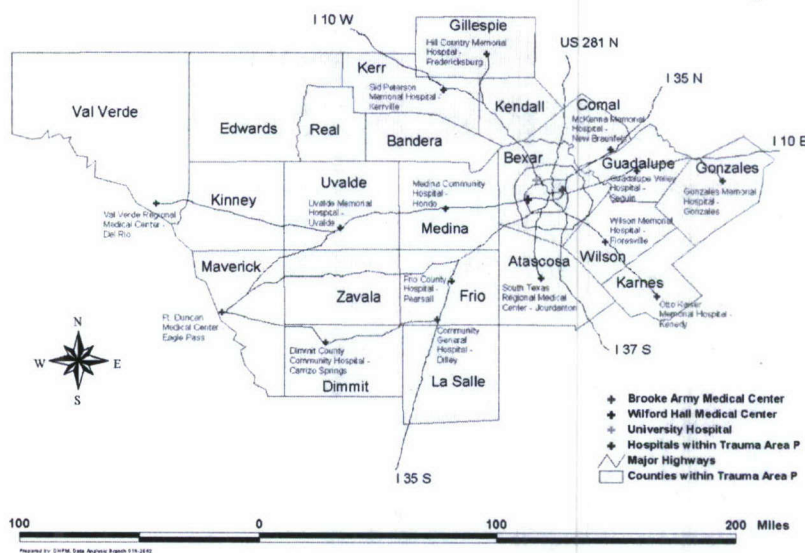 I 10 W
Gillespie
Hill Country Memorial
Hospital -
Fredericksburg
US 281 N
I 35 N
Kerr
Sid Peterson
Memorial Hospital -
Kerrville
Kendall
Comal
McKenna Memorial
Hospital -
New Braunfels
I 10 E
Val Verde
Edwards
Real
Bandera
Bexar
Guadalupe
Guadalupe Valley
Hospital -
Seguin
Gonzales
Gonzales Memorial
Hospital -
Gonzales
Kinney
Uvalde
Uvalde Memorial
Hospital -
Uvalde
Medina Community
Hospital -
Hondo
Medina
Val Verde Regional
Medical Center -
Del Rio
Wilson Memorial
Hospital -
Floresville
Wilson
Maverick
Zavala
Frio County
Hospital -
Pearsall
Frio
Atascosa
South Texas
Regional Medical
Center - Jourdanton
Karnes
Otto Kaiser
Memorial Hospital -
Kenedy
Ft. Duncan
Medical Center
Eagle Pass
Dimmit County
Community Hospital -
Carrizo Springs
Dimmit
Community
General
Hospital -
Dilley
La Salle
I 37 S
I 35 S
N
W E
S
Brooke Army Medical Center
Wilford Hall Medical Center
University Hospital
Hospitals within Trauma Area P
Major Highways
Counties within Trauma Area P
100 0 100 200 Miles